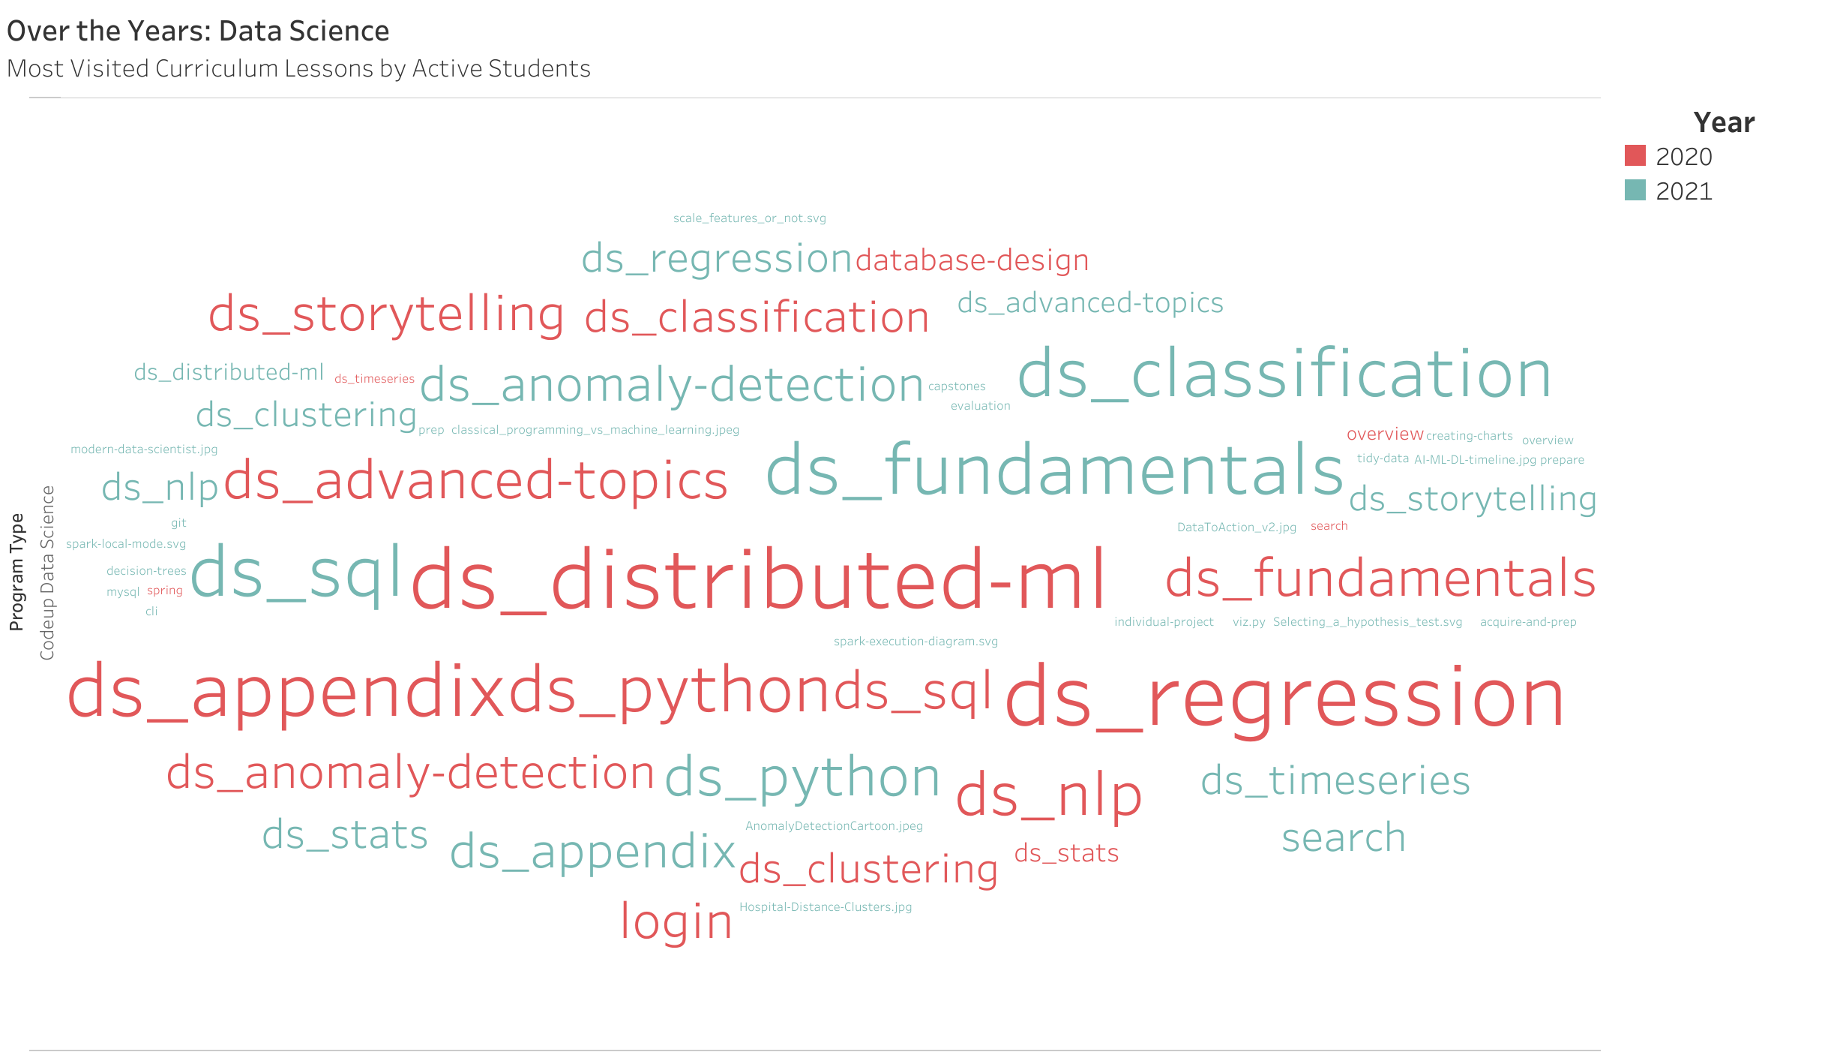 Over the Years: Data Science
Most Visited Curriculum Lessons by Active Students
Year
2020
2021
scale_features_or_not.svg
ds_regression database-design
ds_storytelling ds_classification ds_advanced-topics
ds_distributed-ml ds_timeseries ds_anomaly-detection capstones ds_classification
evaluation
ds_clustering prep classical_programming_vs_machine_learning.jpeg
overview creating-charts overview
modern-data-scientist.jpg
tidy-data AI-ML-DL-timeline.jpg prepare
ds_nlp ds_advanced-topics ds_fundamentals ds_storytelling
git
DataToAction_v2.jpg search
spark-local-mode.svg
decision-trees
mysql spring
cli
ds_sql ds_distributed-ml ds_fundamentals
individual-project viz.py Selecting_a_hypothesis_test.svg acquire-and-prep
spark-execution-diagram.svg
ds_appendix ds_python ds_sql ds_regression
ds_anomaly-detection ds_python ds_nlp ds_timeseries
ds_stats ds_appendix AnomalyDetectionCartoon.jpeg search
ds_clustering ds_stats
login Hospital-Distance-Clusters.jpg
Program Type
Codeup Data Science